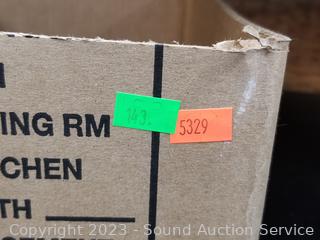 ING RM
143.
5329
CHEN
TH
Copyright 2023 - Sound Auction Service